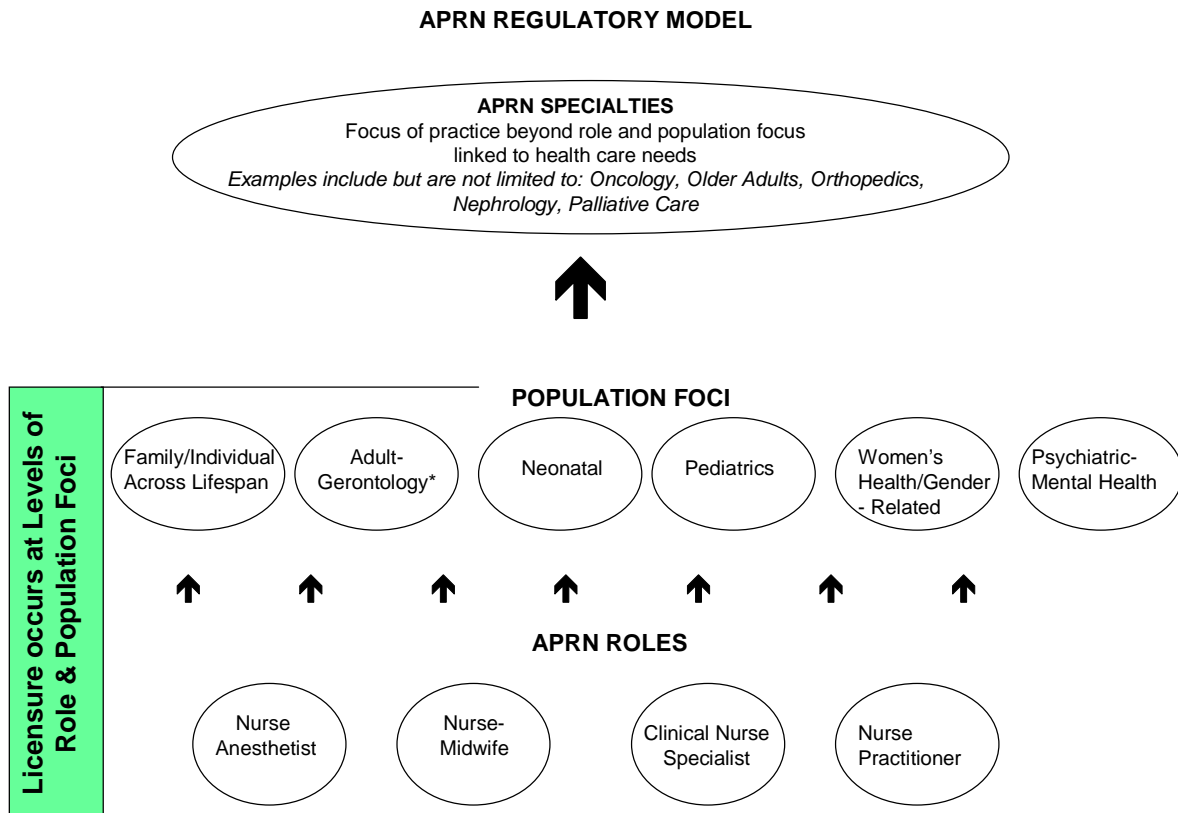 APRN REGULATORY MODEL
APRN SPECIALTIES
Focus of practice beyond role and population focus
linked to health care needs
Examples include but are not limited to: Oncology, Older Adults, Orthopedics,
Nephrology, Palliative Care
Licensure occurs at Levels of
Role & Population Foci
POPULATION FOCI
Family/Individual
Across Lifespan
Adult-
Gerontology*
Neonatal
Pediatrics
Women's
Health/Gender
- Related
Psychiatric-
Mental Health
APRN ROLES
Nurse
Anesthetist
Nurse-
Midwife
Clinical Nurse
Specialist
Nurse
Practitioner